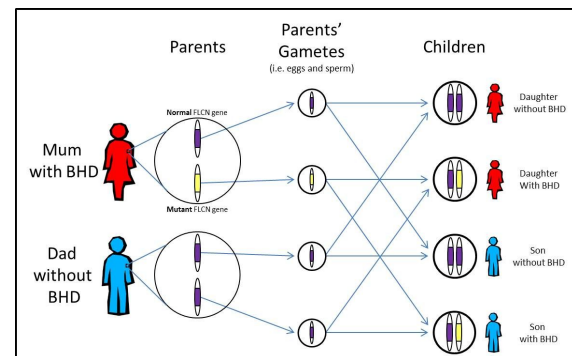 Parents
Parents'
Gametes
(i.e. eggs and sperm)
Children
Normal FLCN gene
Mum
with BHD
Mutant FLCN gene
Dad
without
BHD
Daughter
without BHD
Daughter
With BHD
Son
without BHD
Son
with BHD